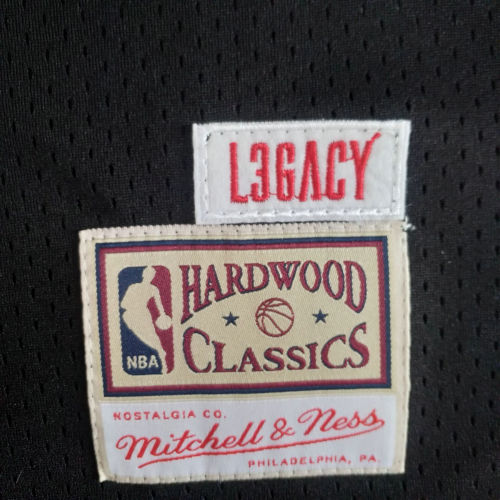 L3GACY
HARDWOOD
NBA
CLASSICS
NOSTALGIA CO.
Mitchell & Ness
PHILADELPHIA, PA.